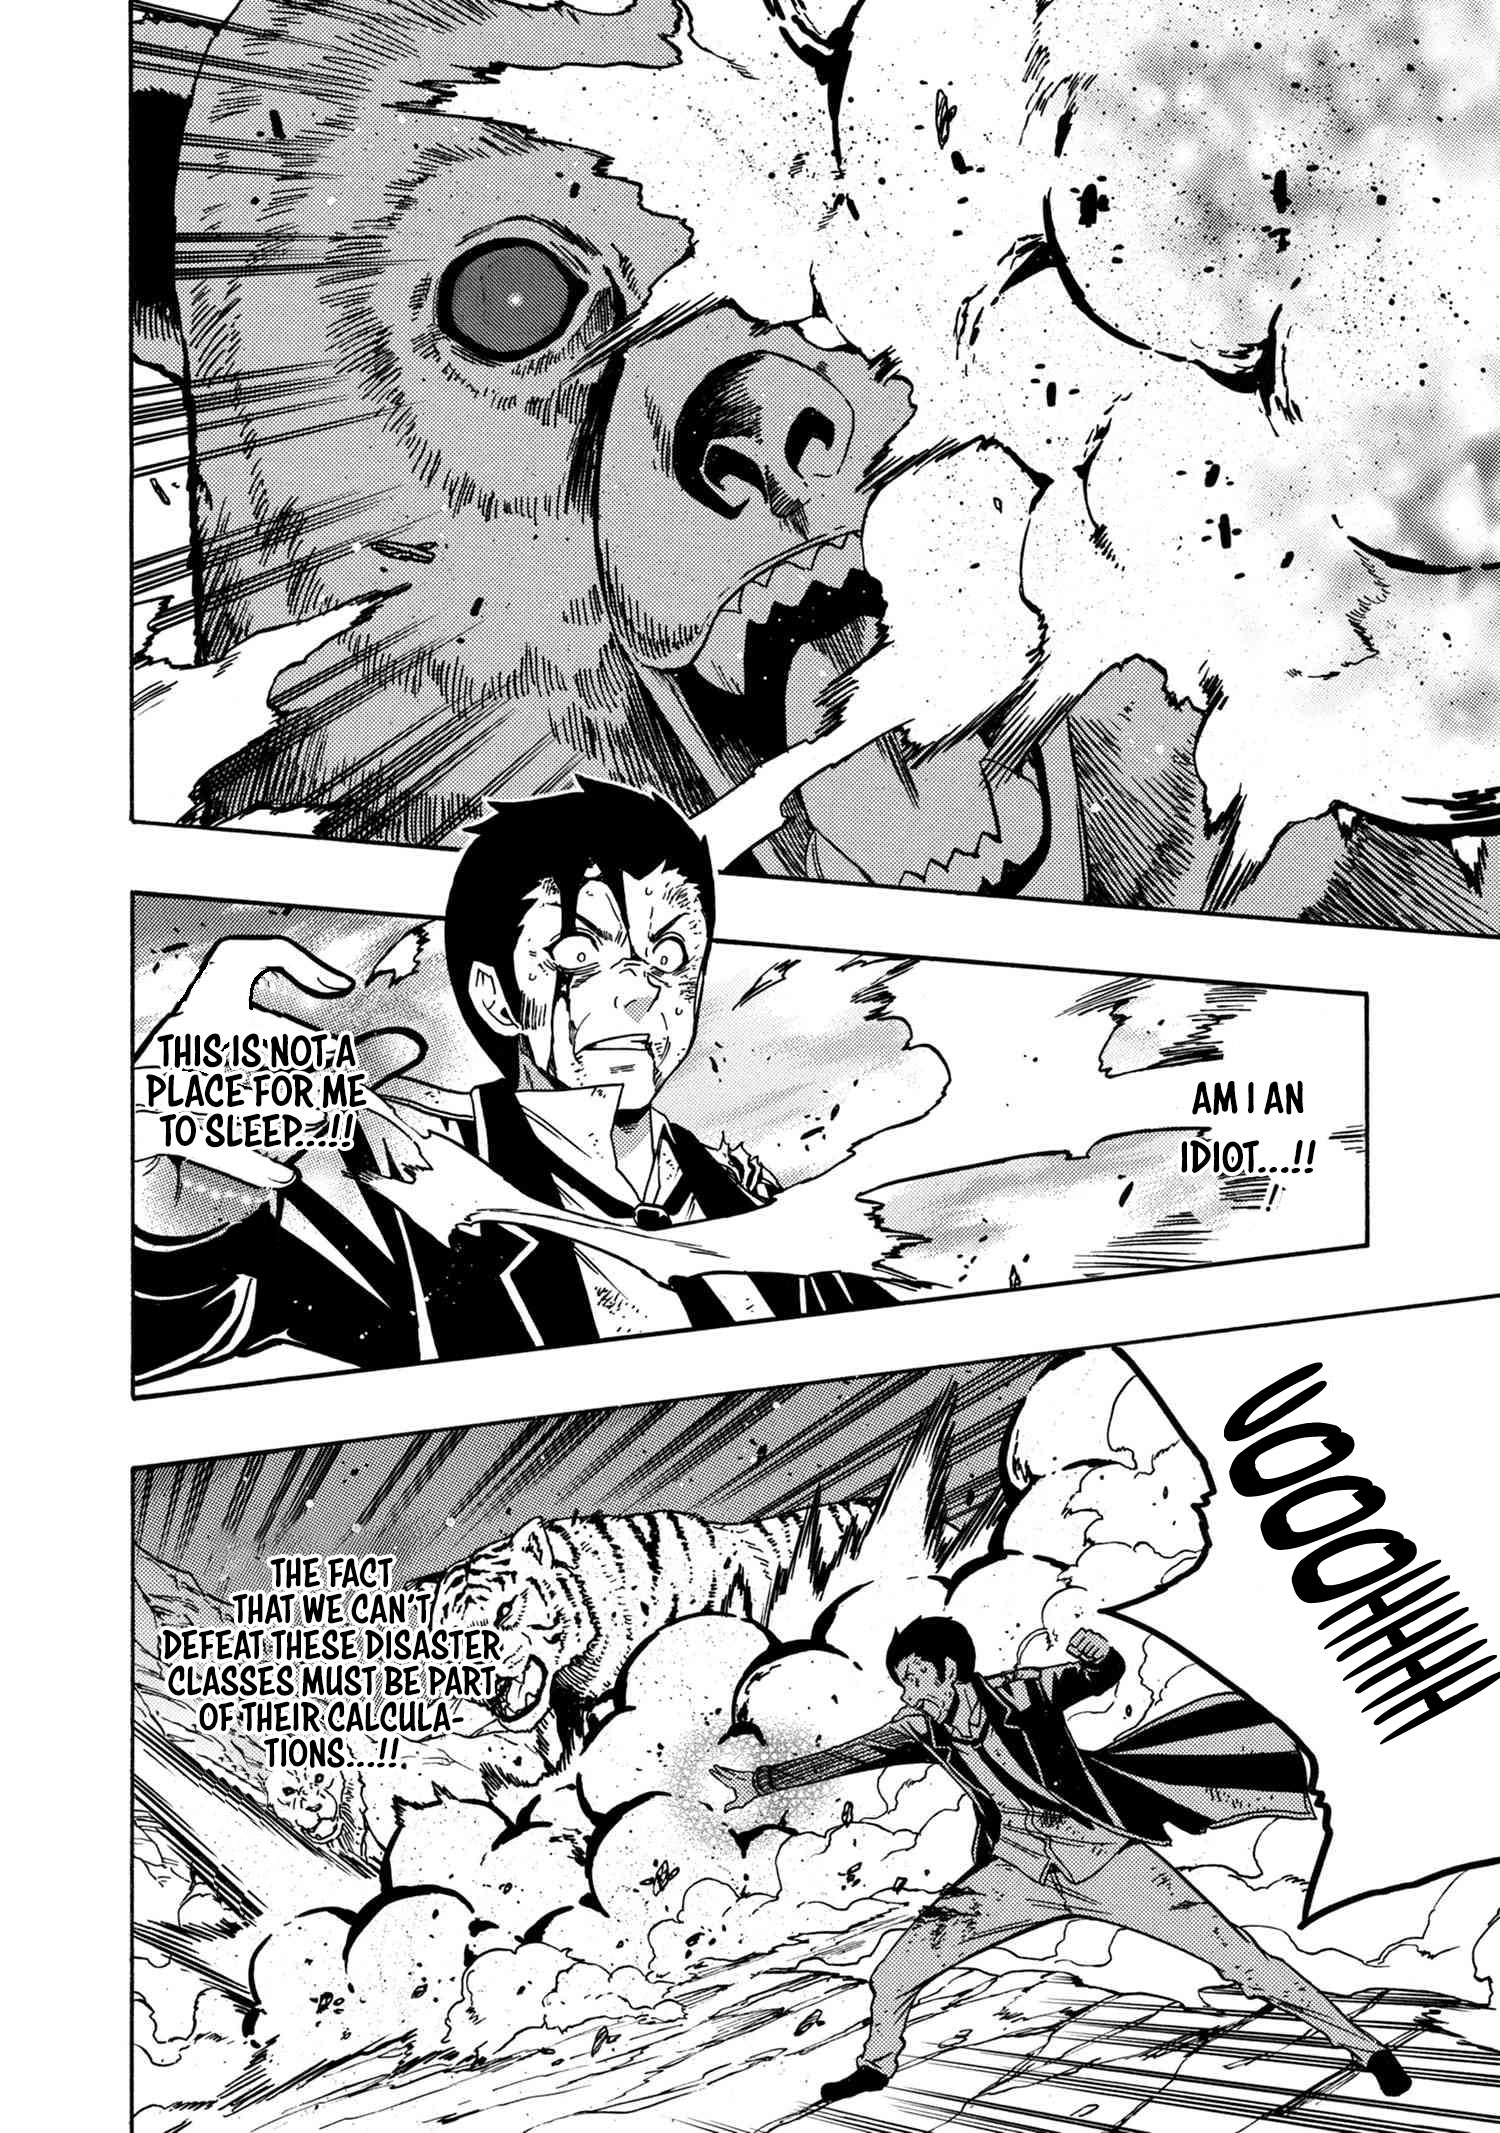 AM I AN
IDIOT...!!
!
THIS IS NOT A
PLACE FOR ME
TO SLEEP...!!
VOOOHHHH
THE FACT
THAT WE CAN'T
DEFEAT THESE DISASTER
CLASSES MUST BE PART
OF THEIR CALCULA-
TIONS...!!